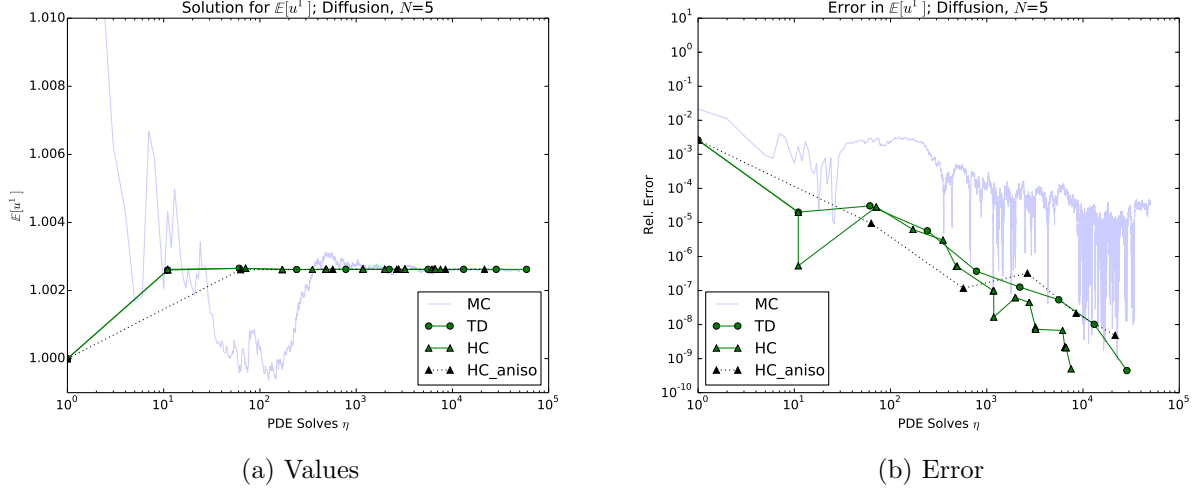 Solution for 𝔼[u¹]; Diffusion, N=5
1.010
1.008
1.006
1.004
1.002
1.000
𝔼[u¹]
MC
TD
HC
HC_aniso
10⁰ 10¹ 10² 10³ 10⁴ 10⁵
PDE Solves η
(a) Values
Error in 𝔼[u¹]; Diffusion, N=5
10¹
10⁰
10⁻¹
10⁻²
10⁻³
10⁻⁴
10⁻⁵
10⁻⁶
10⁻⁷
10⁻⁸
10⁻⁹
10⁻¹⁰
Rel. Error
MC
TD
HC
HC_aniso
10⁰ 10¹ 10² 10³ 10⁴ 10⁵
PDE Solves η
(b) Error